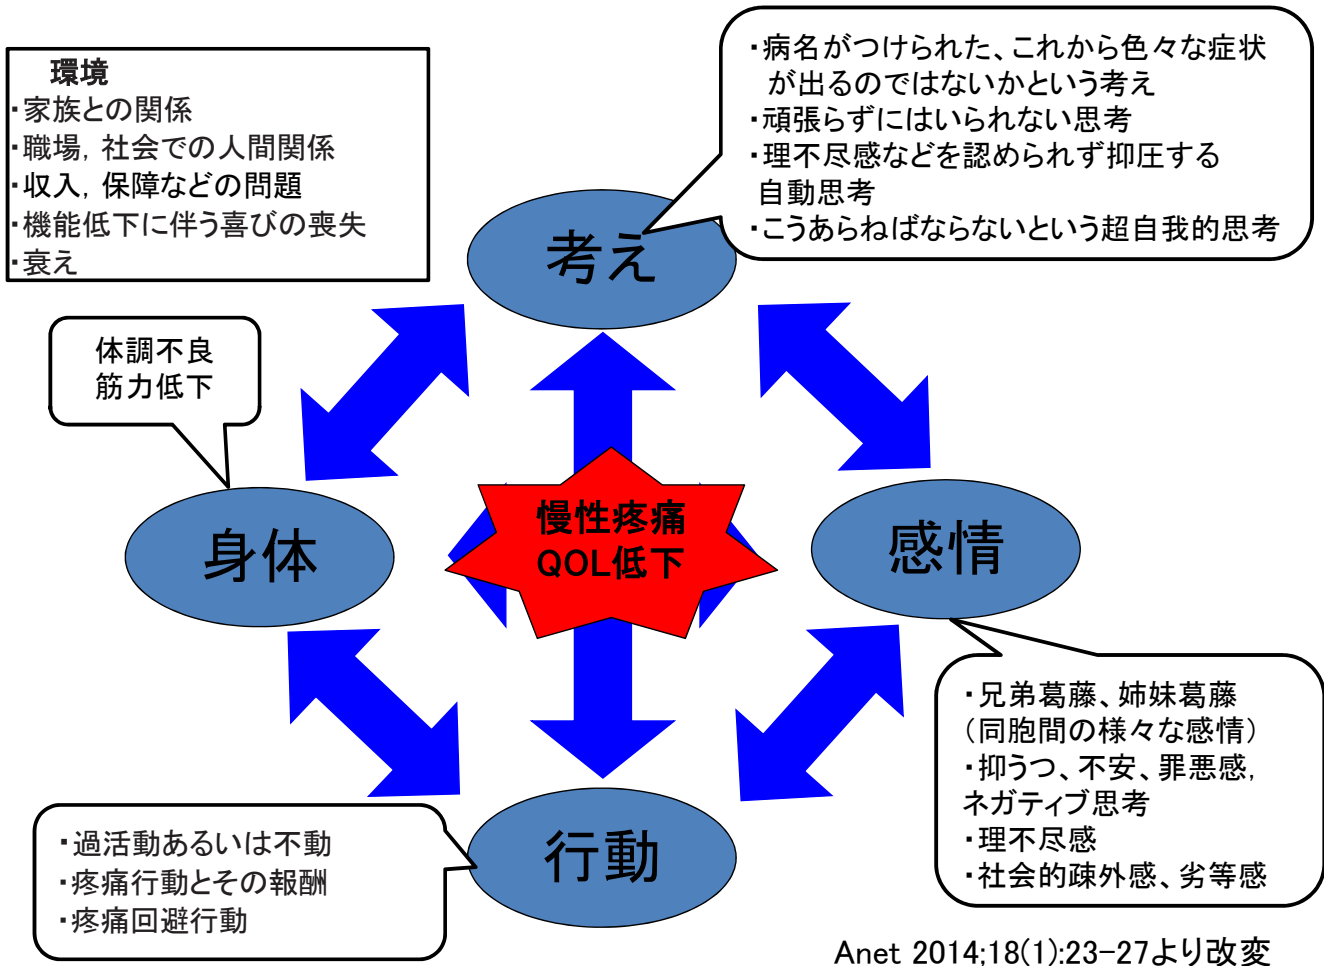 環境
・家族との関係
・職場, 社会での人間関係
・収入, 保障などの問題
・機能低下に伴う喜びの喪失
・衰え
・病名がつけられた、これから色々な症状
が出るのではないかという考え
・頑張らずにはいられない思考
・理不尽感などを認められず抑圧する
自動思考
・こうあらねばならないという超自我的思考
考え
体調不良
筋力低下
身体
慢性疼痛
QOL低下
感情
・兄弟葛藤、姉妹葛藤
(同胞間の様々な感情)
・抑うつ、不安、罪悪感,
ネガティブ思考
・理不尽感
・社会的疎外感、劣等感
行動
・過活動あるいは不動
・疼痛行動とその報酬
・疼痛回避行動
Anet 2014;18(1):23-27より改変